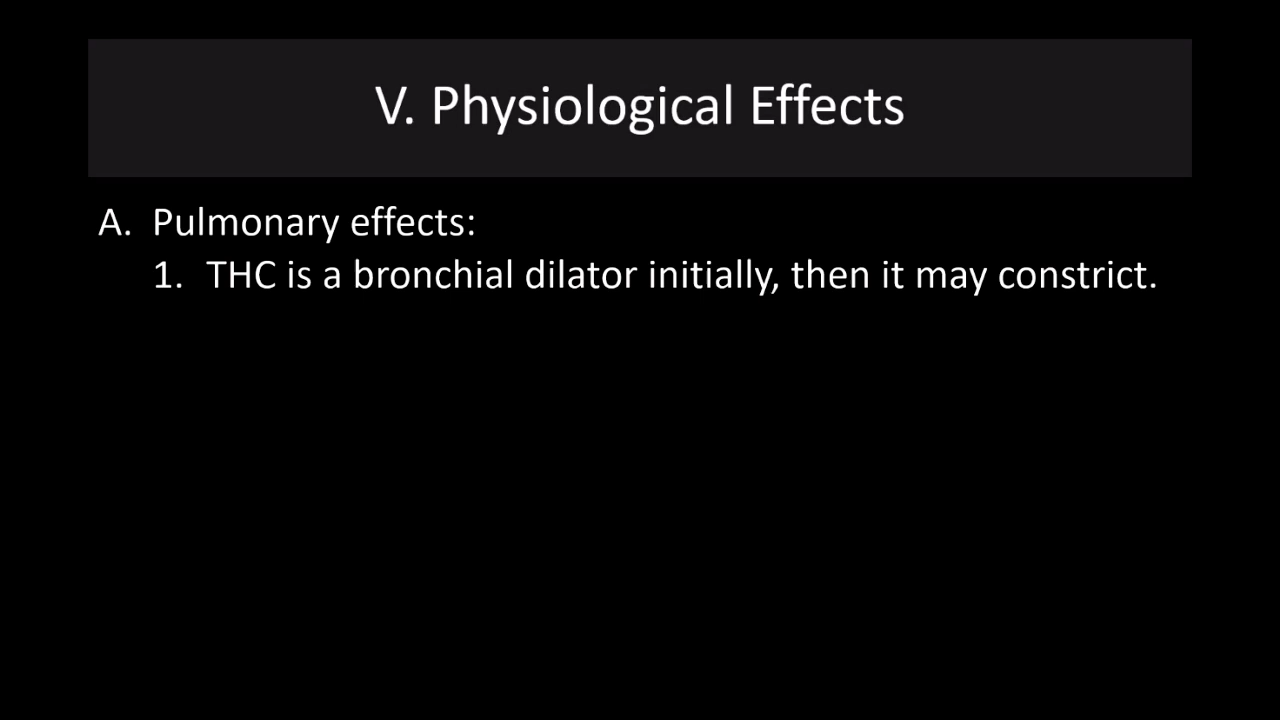 V. Physiological Effects
A. Pulmonary effects:
1. THC is a bronchial dilator initially, then it may constrict.